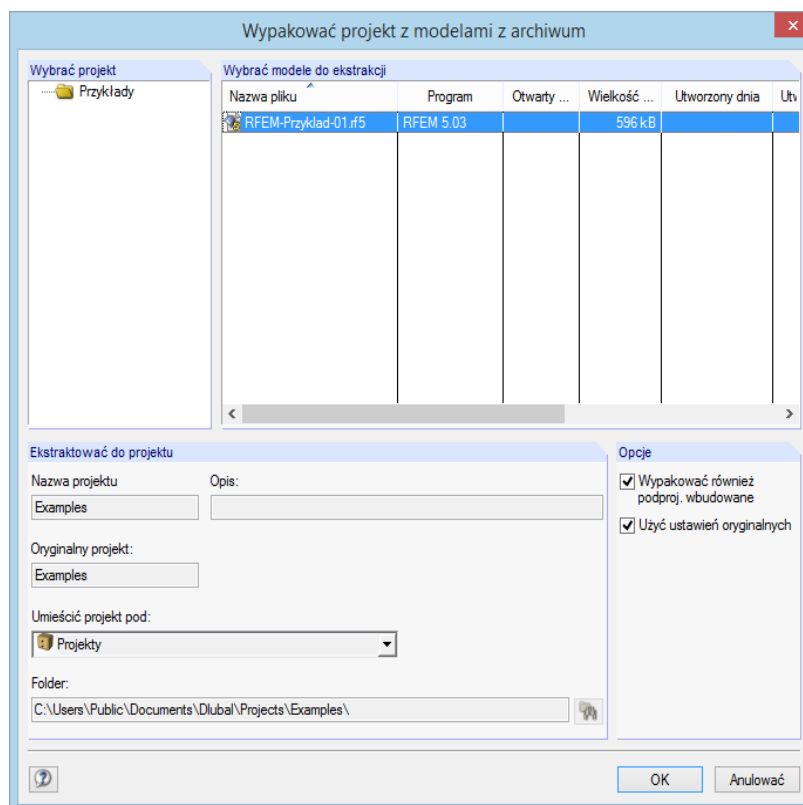 Wypakować projekt z modelami z archiwum
Wybrać projekt
Przykłady
Wybrać modele do ekstrakcji
Nazwa pliku Program Otwarty ... Wielkość ... Utworzony dnia Utw
RFEM-Przyklad-01.rf5 RFEM 5.03 596 kB
Ekstraktować do projektu
Nazwa projektu Opis:
Examples
Oryginalny projekt:
Examples
Umieścić projekt pod:
Projekty
Folder:
C:\Users\Public\Documents\Dlubal\Projects\Examples\
Opcje
Wypakować również
podproj. wbudowane
Użyć ustawień oryginalnych
OK Anulować